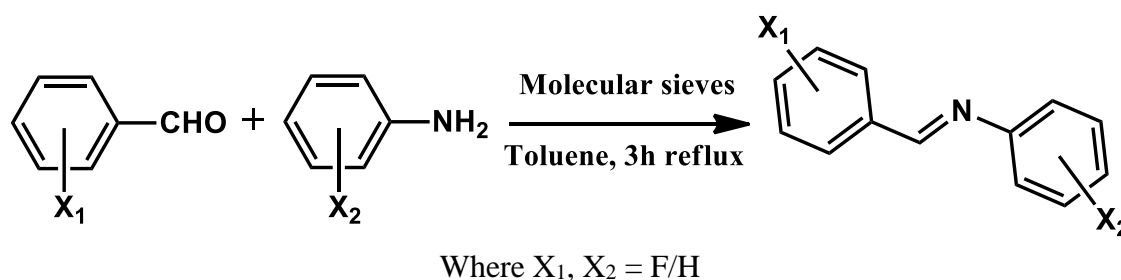 X₁
CHO
+
NH₂
X₁
X₂
Molecular sieves
Toluene, 3h reflux
N
X₂
Where X₁, X₂ = F/H